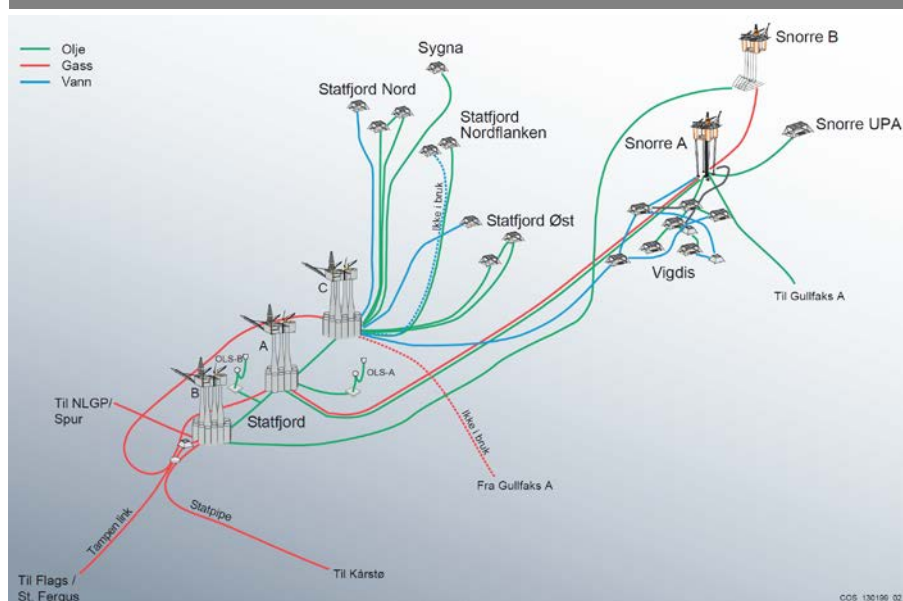 Olje
Gass
Vann
Sygna
Statfjord Nord
Statfjord
Nordflanken
Ikke i bruk
Statfjord Øst
Snorre B
Snorre A
Snorre UPA
Vigdis
Til Gullfaks A
C
A
B
OLS-B
OLS-A
Statfjord
Til NLGP/
Spur
Ikke i bruk
Fra Gullfaks A
Statpipe
Tampen link
Til Kårstø
Til Flags /
St. Fergus
COS 130199 02